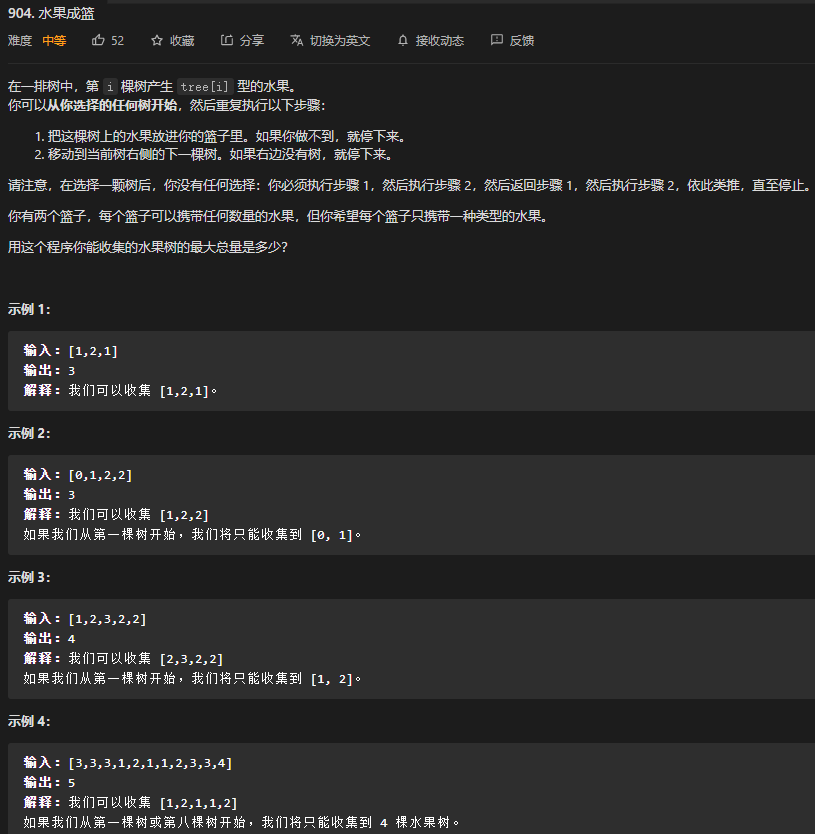 904. 水果成篮
难度 中等 52 收藏 分享 切换为英文 接收动态 反馈
在一排树中，第 i 棵树产生 tree[i] 型的水果。
你可以从你选择的任何树开始，然后重复执行以下步骤：
1. 把这棵树上的水果放进你的篮子里。如果你做不到，就停下来。
2. 移动到当前树右侧的下一棵树。如果右边没有树，就停下来。
请注意，在选择一颗树后，你没有任何选择：你必须执行步骤 1，然后执行步骤 2，然后返回步骤 1，然后执行步骤 2，依此类推，直至停止。
你有两个篮子，每个篮子可以携带任何数量的水果，但你希望每个篮子只携带一种类型的水果。
用这个程序你能收集的水果树的最大总量是多少？
示例 1：
输入：[1,2,1]
输出：3
解释：我们可以收集 [1,2,1]。
示例 2：
输入：[0,1,2,2]
输出：3
解释：我们可以收集 [1,2,2]
如果我们从第一棵树开始，我们将只能收集到 [0, 1]。
示例 3：
输入：[1,2,3,2,2]
输出：4
解释：我们可以收集 [2,3,2,2]
如果我们从第一棵树开始，我们将只能收集到 [1, 2]。
示例 4：
输入：[3,3,3,1,2,1,1,2,3,3,4]
输出：5
解释：我们可以收集 [1,2,1,1,2]
如果我们从第一棵树或第八棵树开始，我们将只能收集到 4 棵水果树。